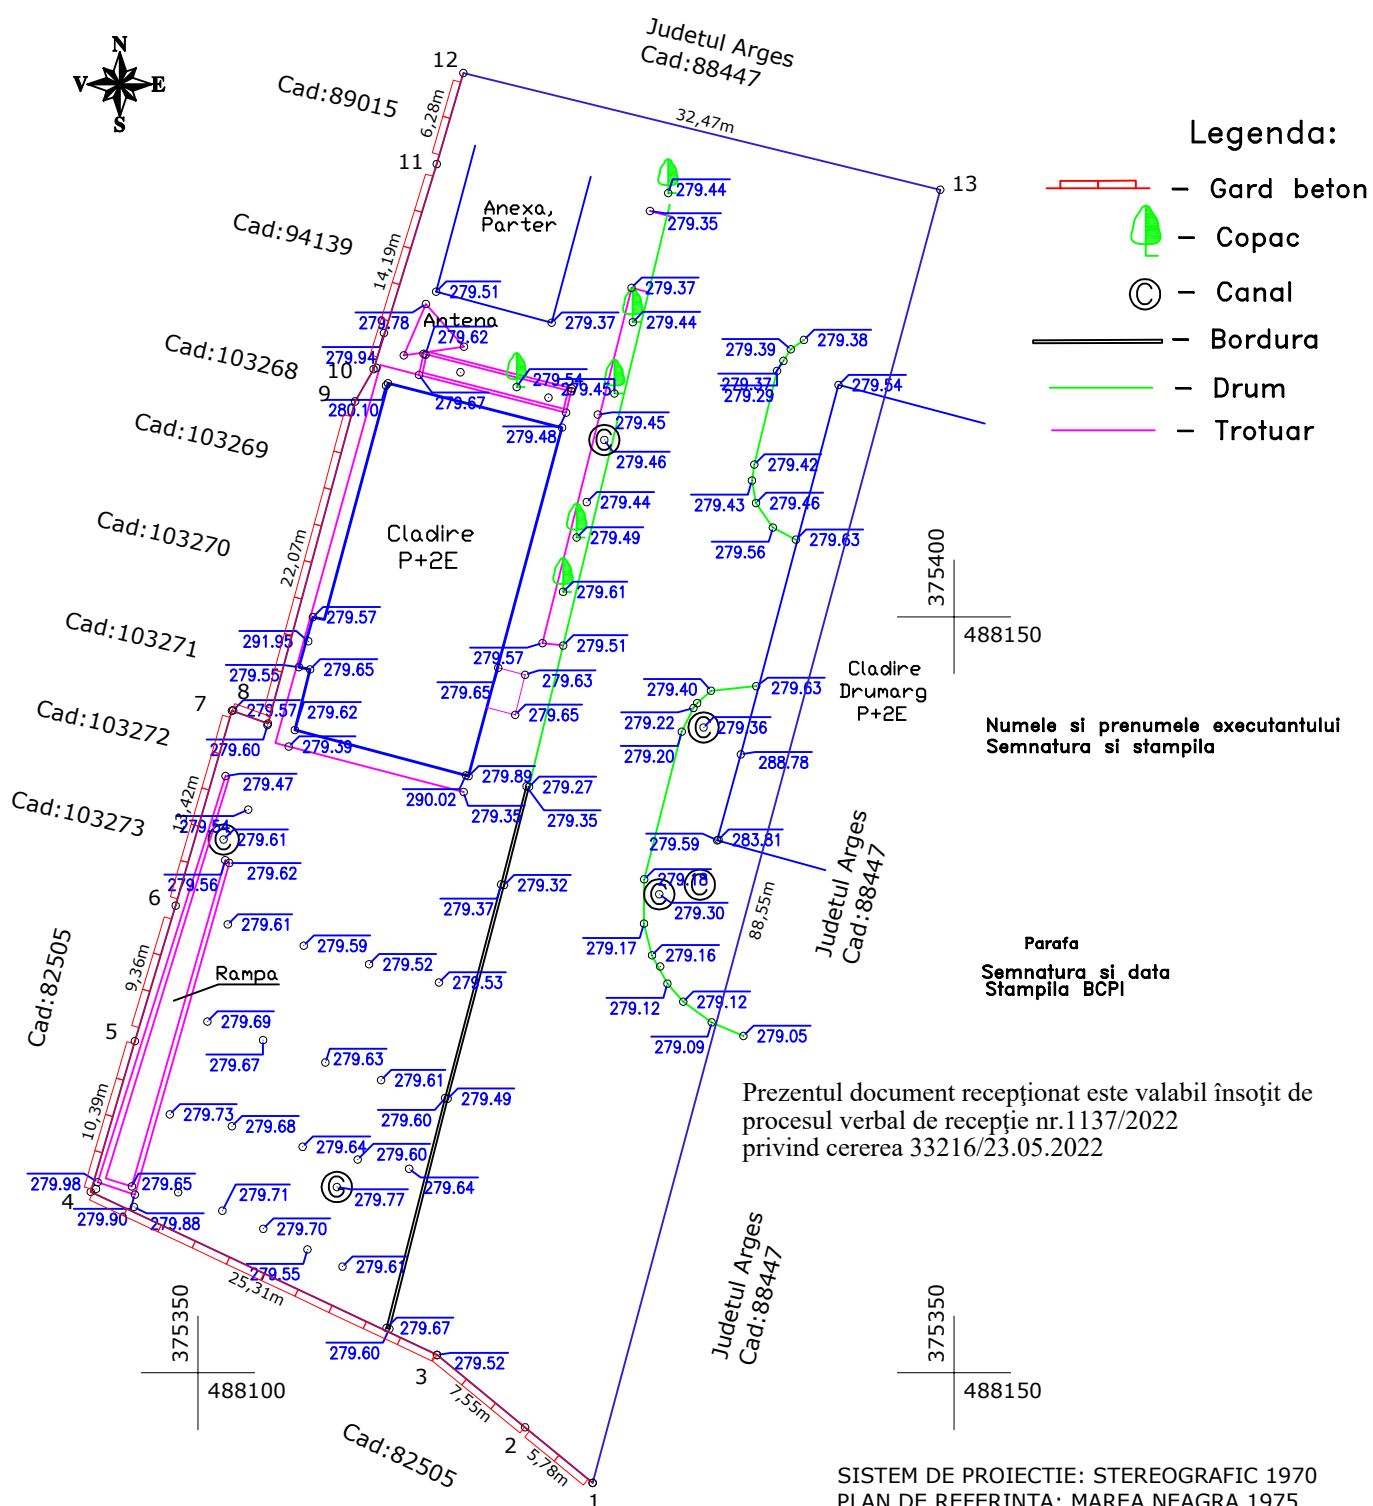 N
V
E
S
12
Judetul Arges
Cad:88447
Cad:89015
6,28m
32,47m
11
13
Legenda:
– Gard beton
– Copac
C – Canal
– Bordura
– Drum
– Trotuar
279.44
279.35
Anexa,
Parter
Cad:94139
14,19m
279.51
279.37
279.37
279.44
279.78
Antena
279.62
279.38
279.39
279.37
279.29
279.54
Cad:103268
279.94
10
9
280.10
279.67
279.54
279.45
279.45
279.48
C
279.46
Cad:103269
279.42
279.43
279.46
279.44
279.49
279.56
279.63
Cladire
P+2E
Cad:103270
22,07m
279.61
375400
488150
279.57
291.95
279.51
Cad:103271
279.55
279.65
279.57
279.63
279.65
279.65
Cladire
Drumarg
P+2E
279.40
279.63
279.22
C
279.36
279.20
288.78
7
8
279.57
279.62
Cad:103272
279.60
279.39
Numele si prenumele executantului
Semnatura si stampila
279.47
279.89
290.02
279.35
279.27
279.35
13,42m
Cad:103273
279.54
C
279.61
279.62
279.56
279.59
283.81
Judetul Arges
Cad:88447
279.18
C
C
279.30
88,55m
279.32
279.37
6
279.61
279.59
279.52
279.53
279.17
279.16
279.12
279.12
279.09
279.05
Parafa
Semnatura si data
Stampila BCPI
Cad:82505
9,36m
Rampa
5
279.69
279.67
279.63
279.61
279.49
279.60
10,39m
279.73
279.68
279.64
279.60
279.64
Prezentul document recepţionat este valabil însoţit de
procesul verbal de recepţie nr.1137/2022
privind cererea 33216/23.05.2022
279.98
4
279.65
279.90
279.88
279.71
C
279.77
279.70
279.55
279.61
25,31m
279.67
279.60
279.52
3
Judetul Arges
Cad:88447
375350
488100
375350
488150
7,55m
2
5,78m
1
Cad:82505
SISTEM DE PROIECTIE: STEREOGRAFIC 1970
PLAN DE REFERINTA: MAREA NEAGRA 1975